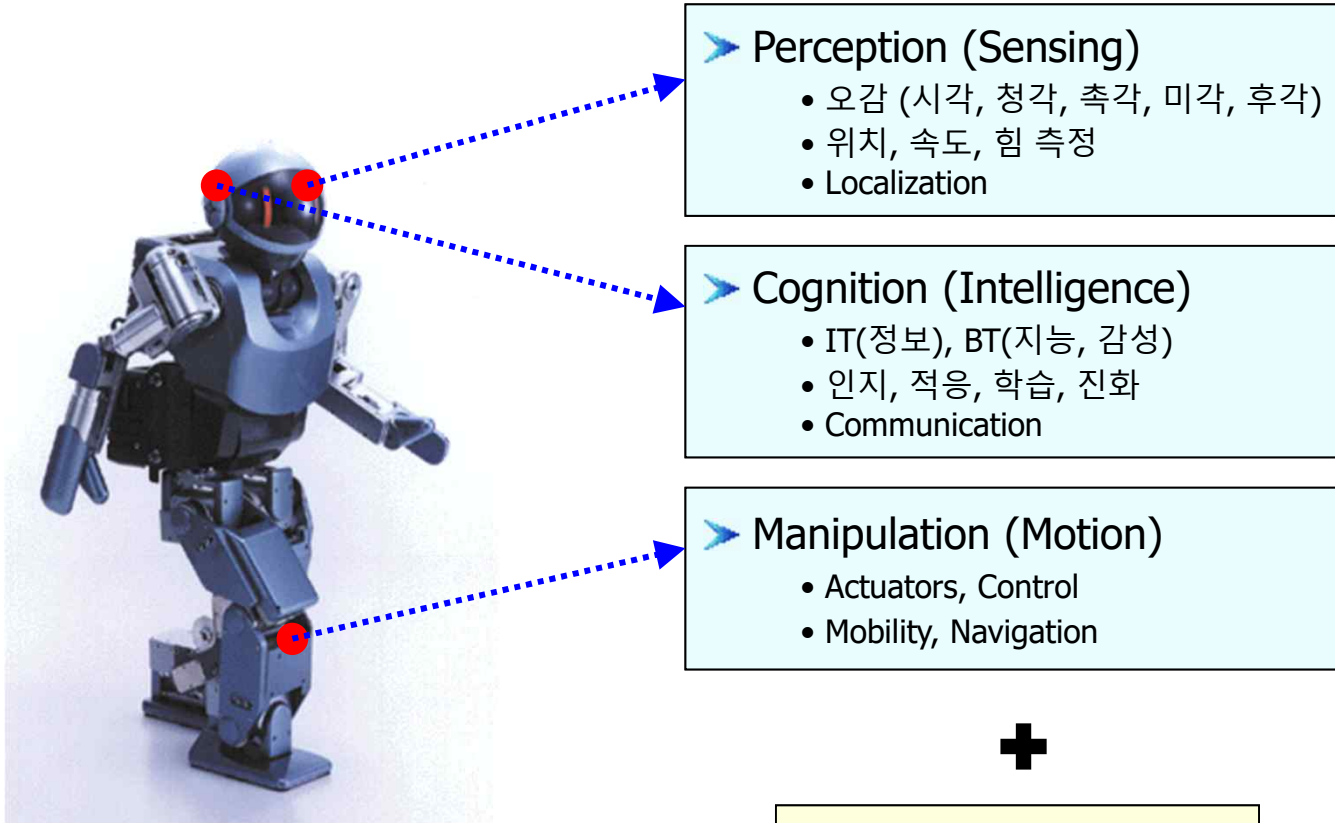 Perception (Sensing)
• 오감 (시각, 청각, 촉각, 미각, 후각)
• 위치, 속도, 힘 측정
• Localization
Cognition (Intelligence)
• IT(정보), BT(지능, 감성)
• 인지, 적응, 학습, 진화
• Communication
Manipulation (Motion)
• Actuators, Control
• Mobility, Navigation